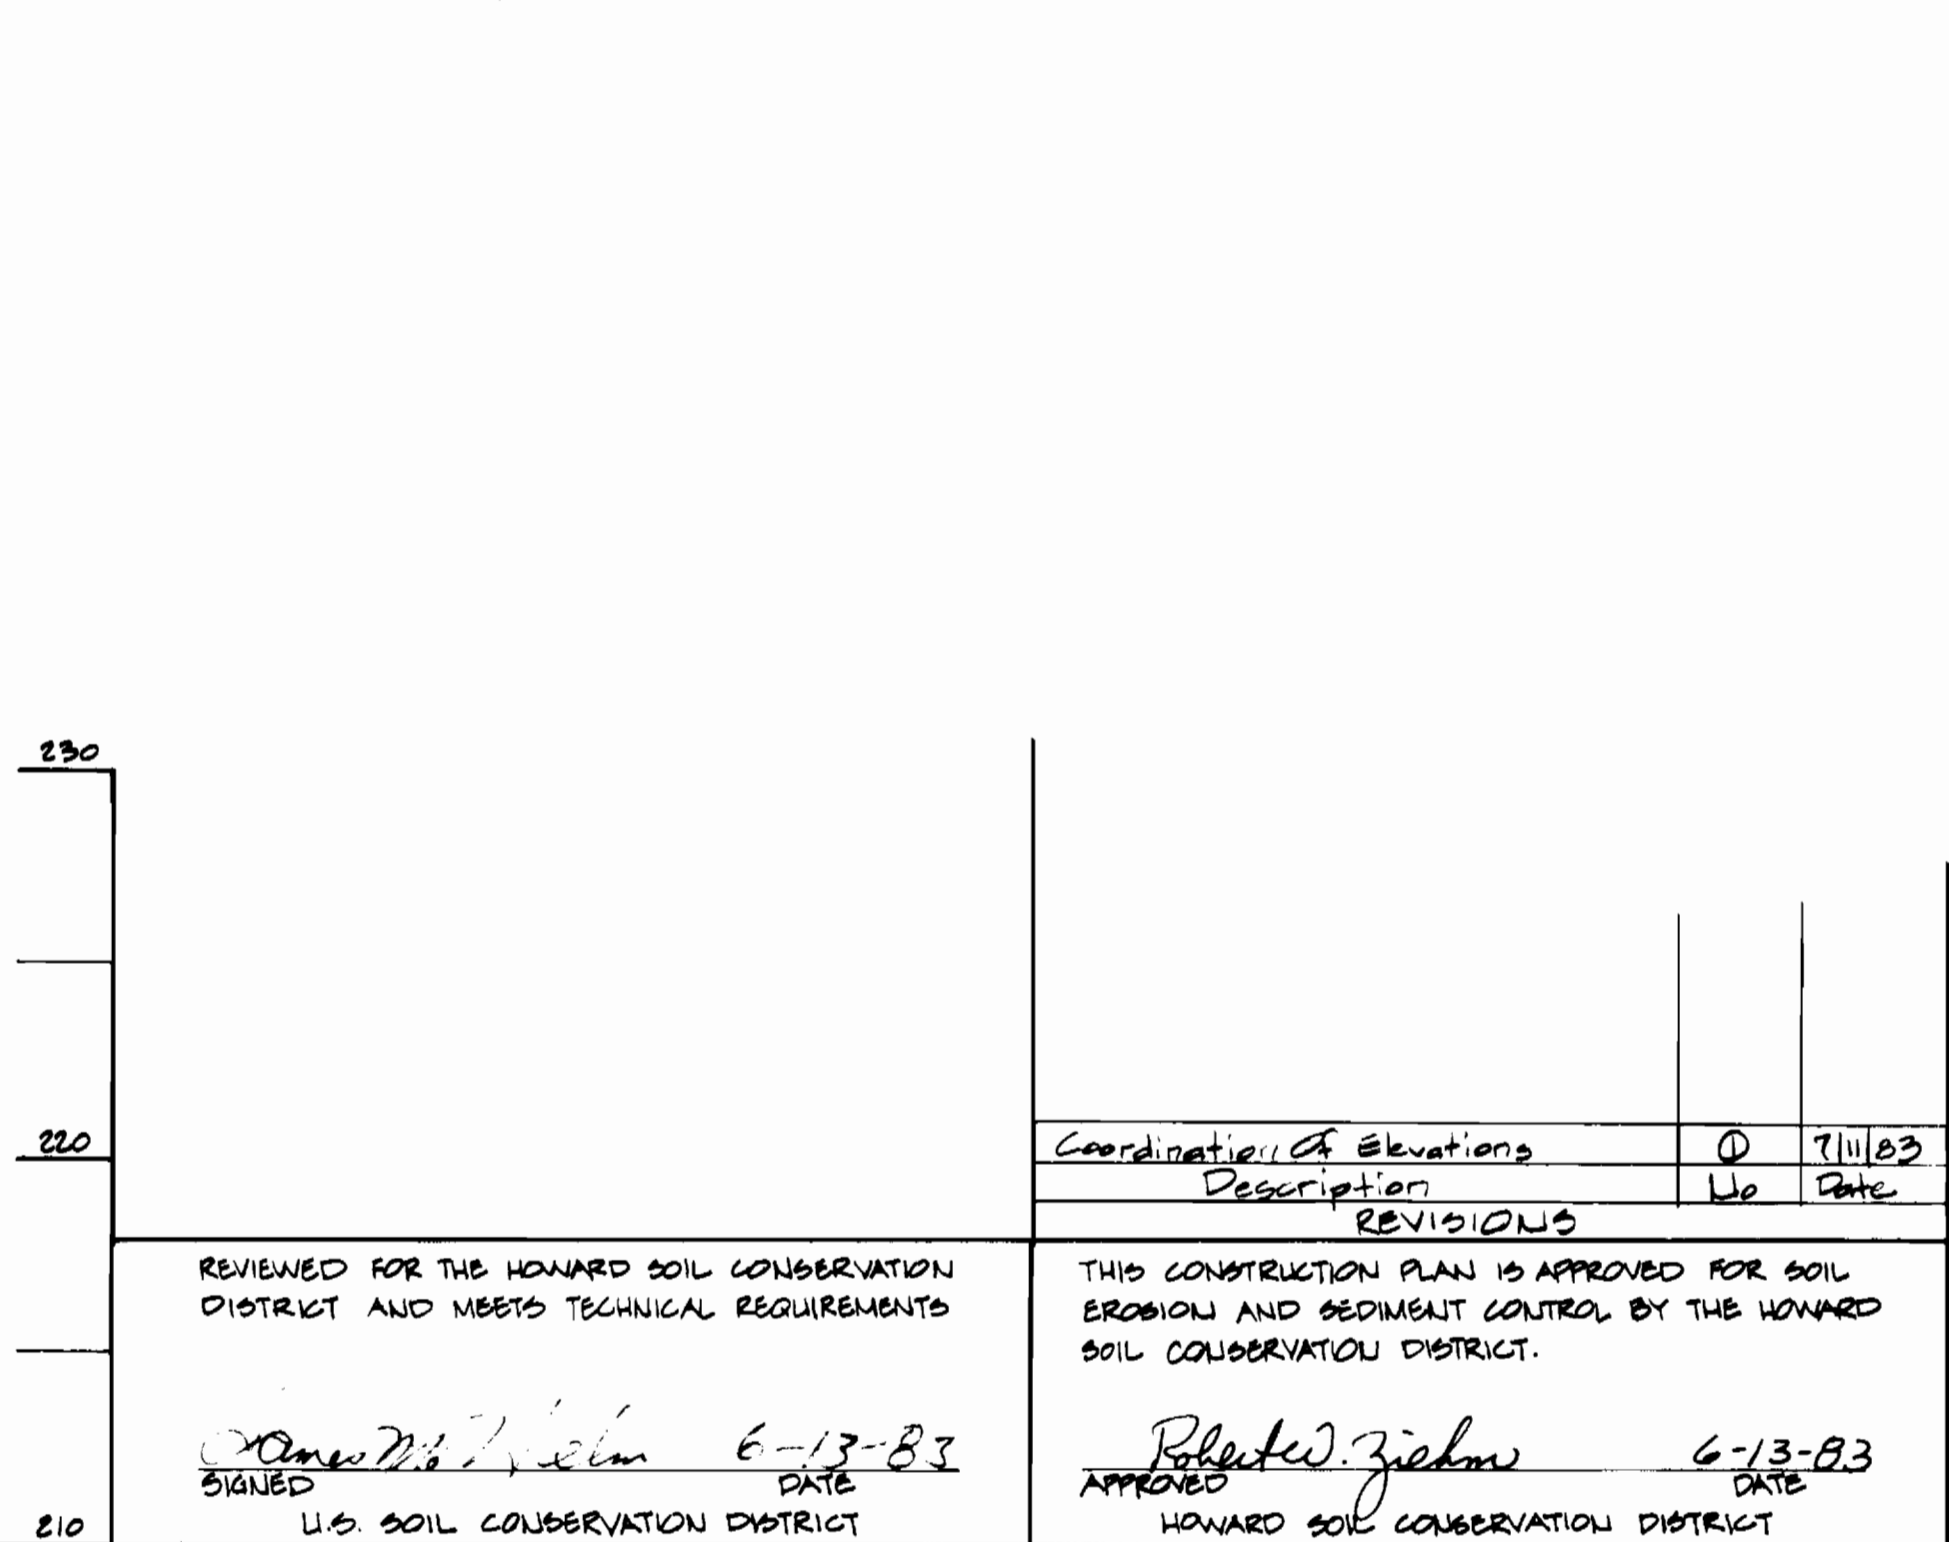 230
220
210
Coordination Of Elevations ① 7/11/83
Description No Date
REVISIONS
REVIEWED FOR THE HOWARD SOIL CONSERVATION
DISTRICT AND MEETS TECHNICAL REQUIREMENTS
James M. 6-13-83
SIGNED DATE
U.S. SOIL CONSERVATION DISTRICT
THIS CONSTRUCTION PLAN IS APPROVED FOR SOIL
EROSION AND SEDIMENT CONTROL BY THE HOWARD
SOIL CONSERVATION DISTRICT.
Robert W. Ziehm 6-13-83
APPROVED DATE
HOWARD SOIL CONSERVATION DISTRICT